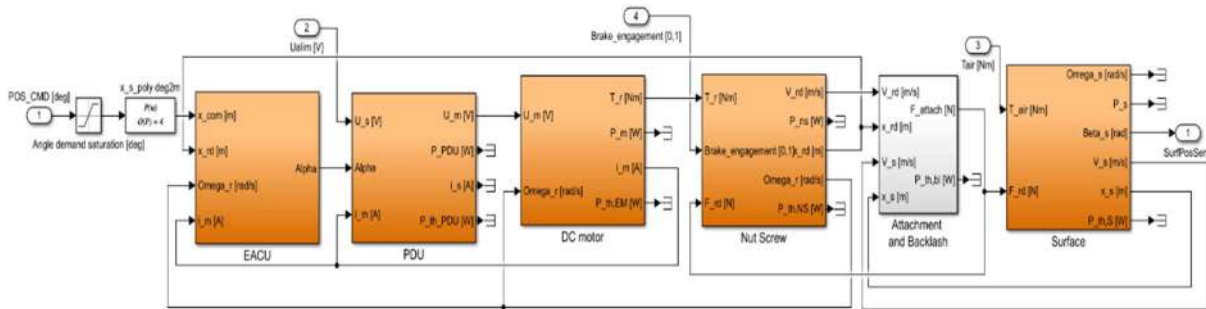 2
Uslim [V]
4
Brake_engagement [0,1]
3
Tair [Nm]
POS_CMD [deg]
1
Angle demand saturation [deg]
x_s_poly deg2m
P(u)
x_com [m]
x_rd [m]
Omega_r [rad/s]
i_m [A]
Alpha
EACU
U_s [V]
Alpha
i_m [A]
U_m [V]
P_PDU [W]
i_s [A]
P_th_PDU [W]
PDU
U_m [V]
Omega_r [rad/s]
T_r [Nm]
P_m [W]
i_m [A]
P_th,EM [W]
DC motor
T_r [Nm]
Brake_engagement [0,1]
F_rd [N]
V_rd [m/s]
P_ns [W]
x_rd [m]
Omega_r [rad/s]
P_th,NS [W]
Nut Screw
V_rd [m/s]
x_rd [m]
V_s [m/s]
x_s [m]
F_attach [N]
P_th,bl [W]
Attachment
and Backlash
T_air [Nm]
F_rd [N]
Omega_s [rad/s]
P_s
Beta_s [rad]
V_s [m/s]
x_s [m]
P_th,S [W]
Surface
1
SurfPosSen